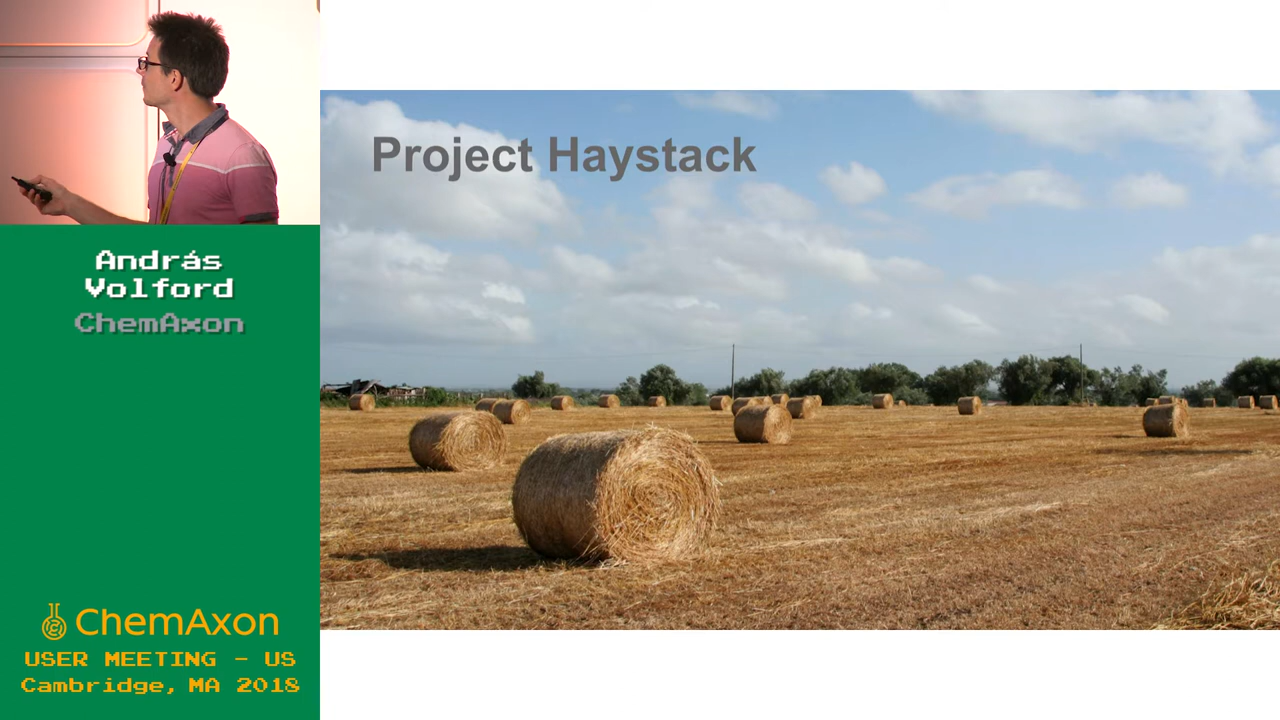 Project Haystack
András
Volford
ChemAxon
ChemAxon
USER MEETING - US
Cambridge, MA 2018